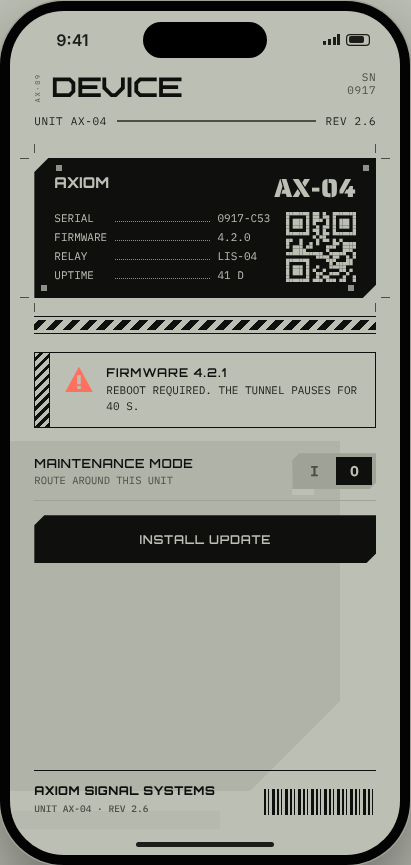 9:41
AX·09
DEVICE
SN
0917
UNIT AX-04
REV 2.6
AXIOM
AX-04
SERIAL 0917-C53
FIRMWARE 4.2.0
RELAY LIS-04
UPTIME 41 D
FIRMWARE 4.2.1
REBOOT REQUIRED. THE TUNNEL PAUSES FOR
40 S.
MAINTENANCE MODE
ROUTE AROUND THIS UNIT
I 0
INSTALL UPDATE
AXIOM SIGNAL SYSTEMS
UNIT AX-04 · REV 2.6